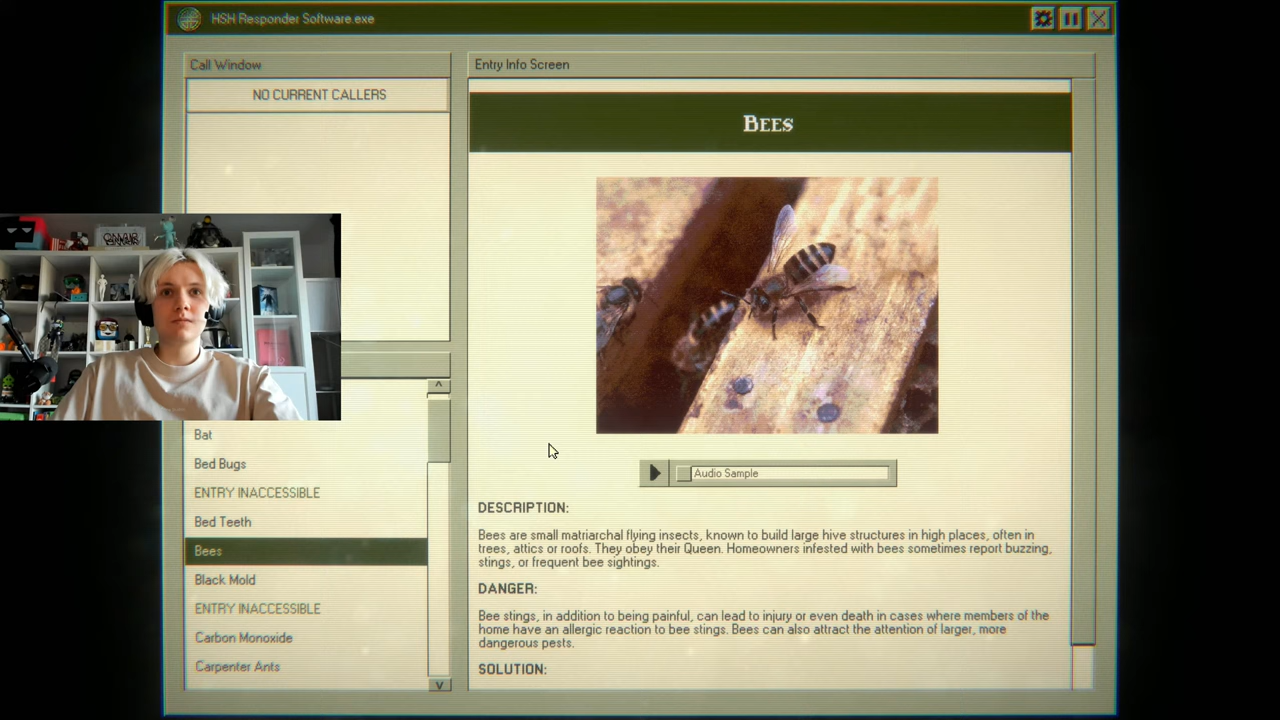 HSH Responder Software.exe
Call Window
NO CURRENT CALLERS
Bat
Bed Bugs
ENTRY INACCESSIBLE
Bed Teeth
Bees
Black Mold
ENTRY INACCESSIBLE
Carbon Monoxide
Carpenter Ants
Entry Info Screen
BEES
Audio Sample
DESCRIPTION:
Bees are small matriarchal flying insects, known to build large hive structures in high places, often in
trees, attics or roofs. They obey their Queen. Homeowners infested with bees sometimes report buzzing,
stings, or frequent bee sightings.
DANGER:
Bee stings, in addition to being painful, can lead to injury or even death in cases where members of the
home have an allergic reaction to bee stings. Bees can also attract the attention of larger, more
dangerous pests.
SOLUTION: